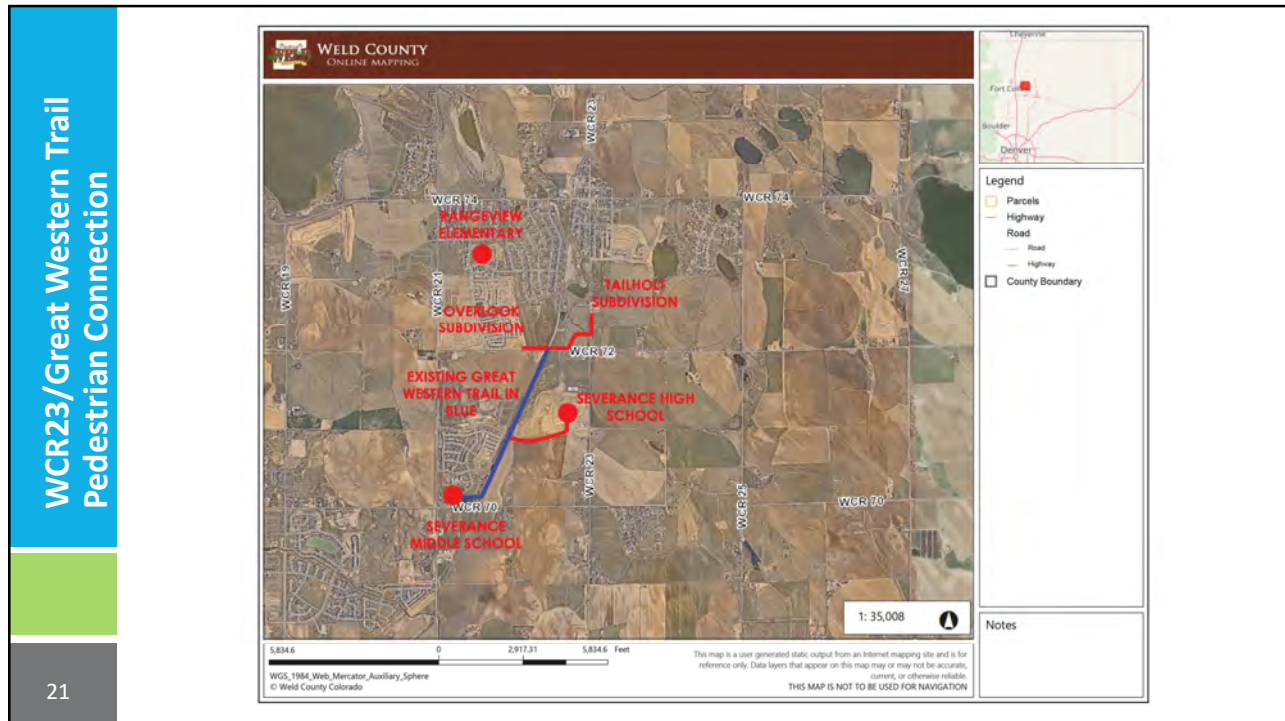 WCR23/Great Western Trail
Pedestrian Connection
21
WELD COUNTY
ONLINE MAPPING
WCR 23
WCR 74
WCR 74
RANGEVIEW
ELEMENTARY
WCR 19
WCR 21
WCR 27
TAILHOLT
SUBDIVISION
OVERLOOK
SUBDIVISION
WCR 72
EXISTING GREAT
WESTERN TRAIL IN
BLUE
SEVERANCE HIGH
SCHOOL
WCR 23
WCR 25
WCR 70
WCR 70
SEVERANCE
MIDDLE SCHOOL
1: 35,008
Cheyenne
Fort Col
Boulder
Denver
Legend
Parcels
Highway
Road
Road
Highway
County Boundary
Notes
5,834.6 0 2,917.31 5,834.6 Feet
WGS_1984_Web_Mercator_Auxiliary_Sphere
© Weld County Colorado
This map is a user generated static output from an Internet mapping site and is for
reference only. Data layers that appear on this map may or may not be accurate,
current, or otherwise reliable.
THIS MAP IS NOT TO BE USED FOR NAVIGATION